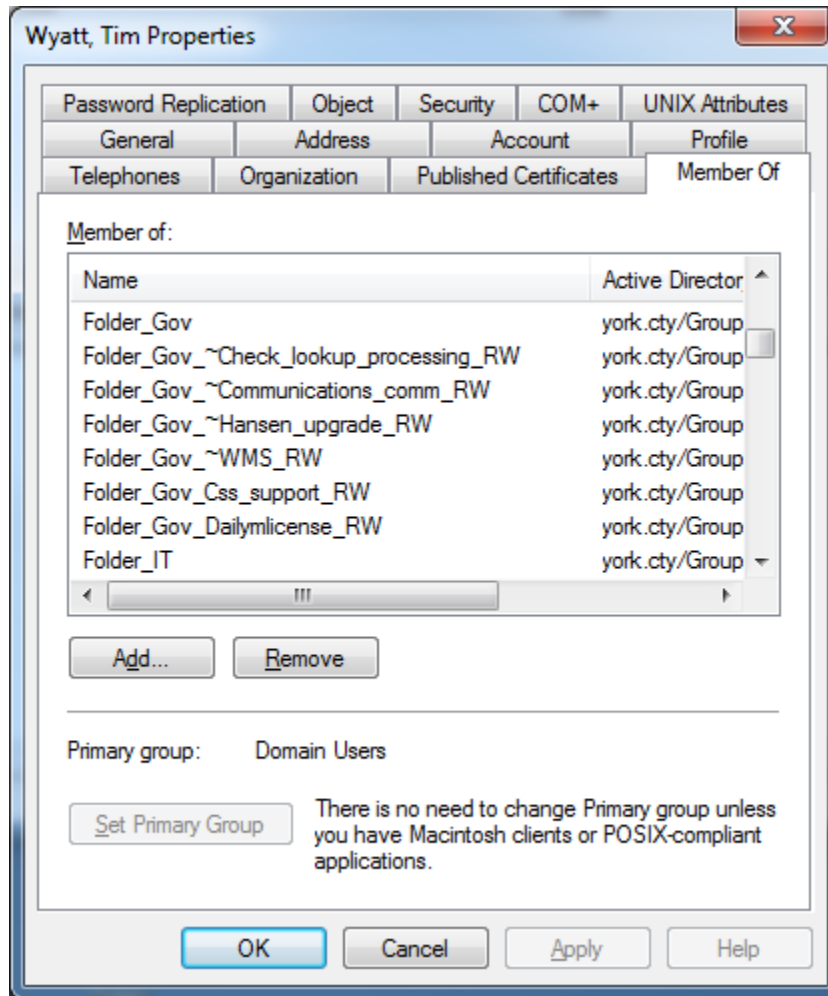 Wyatt, Tim Properties
Password Replication Object Security COM+ UNIX Attributes
General Address Account Profile
Telephones Organization Published Certificates Member Of
Member of:
Name Active Director
Folder_Gov york.cty/Group
Folder_Gov_~Check_lookup_processing_RW york.cty/Group
Folder_Gov_~Communications_comm_RW york.cty/Group
Folder_Gov_~Hansen_upgrade_RW york.cty/Group
Folder_Gov_~WMS_RW york.cty/Group
Folder_Gov_Css_support_RW york.cty/Group
Folder_Gov_Dailymlicense_RW york.cty/Group
Folder_IT york.cty/Group
Add... Remove
Primary group: Domain Users
Set Primary Group
There is no need to change Primary group unless
you have Macintosh clients or POSIX-compliant
applications.
OK Cancel Apply Help